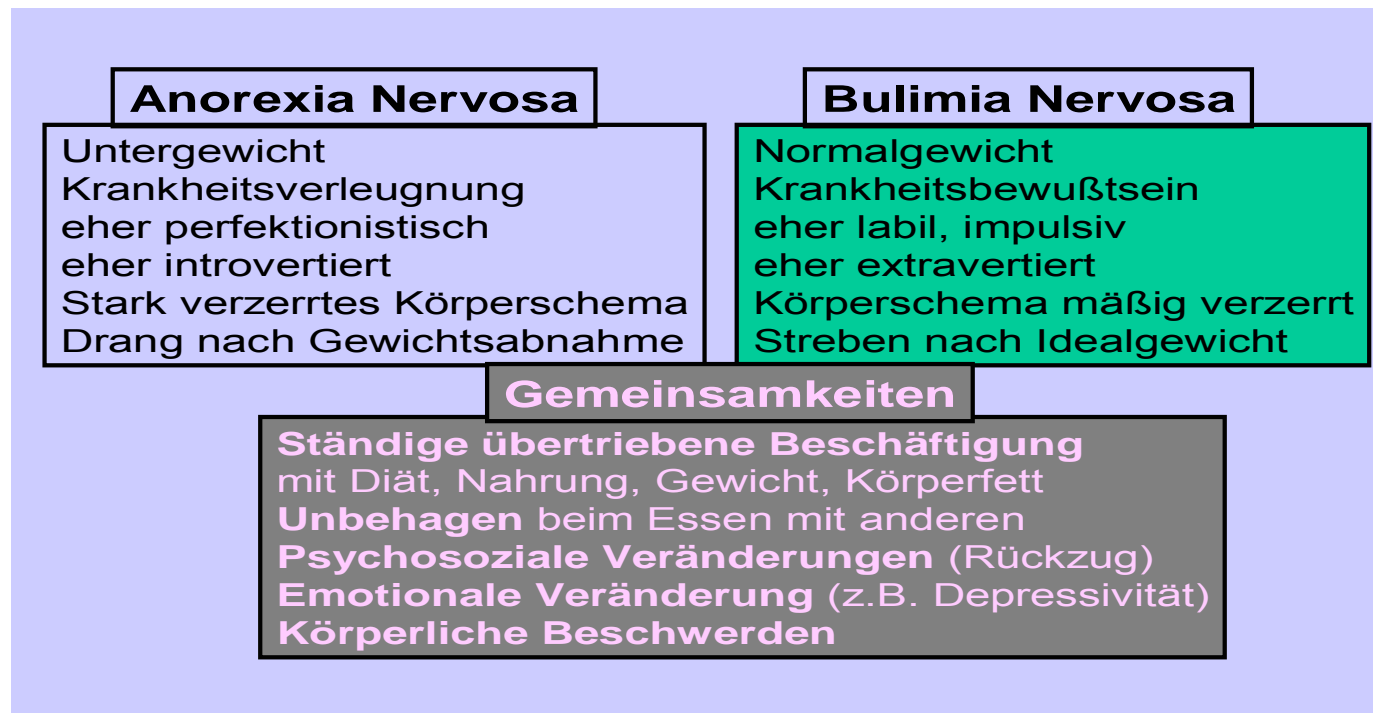 Anorexia Nervosa
Untergewicht
Krankheitsverleugnung
eher perfektionistisch
eher introvertiert
Stark verzerrtes Körperschema
Drang nach Gewichtsabnahme
Bulimia Nervosa
Normalgewicht
Krankheitsbewußtsein
eher labil, impulsiv
eher extravertiert
Körperschema mäßig verzerrt
Streben nach Idealgewicht
Gemeinsamkeiten
Ständige übertriebene Beschäftigung
mit Diät, Nahrung, Gewicht, Körperfett
Unbehagen beim Essen mit anderen
Psychosoziale Veränderungen (Rückzug)
Emotionale Veränderung (z.B. Depressivität)
Körperliche Beschwerden